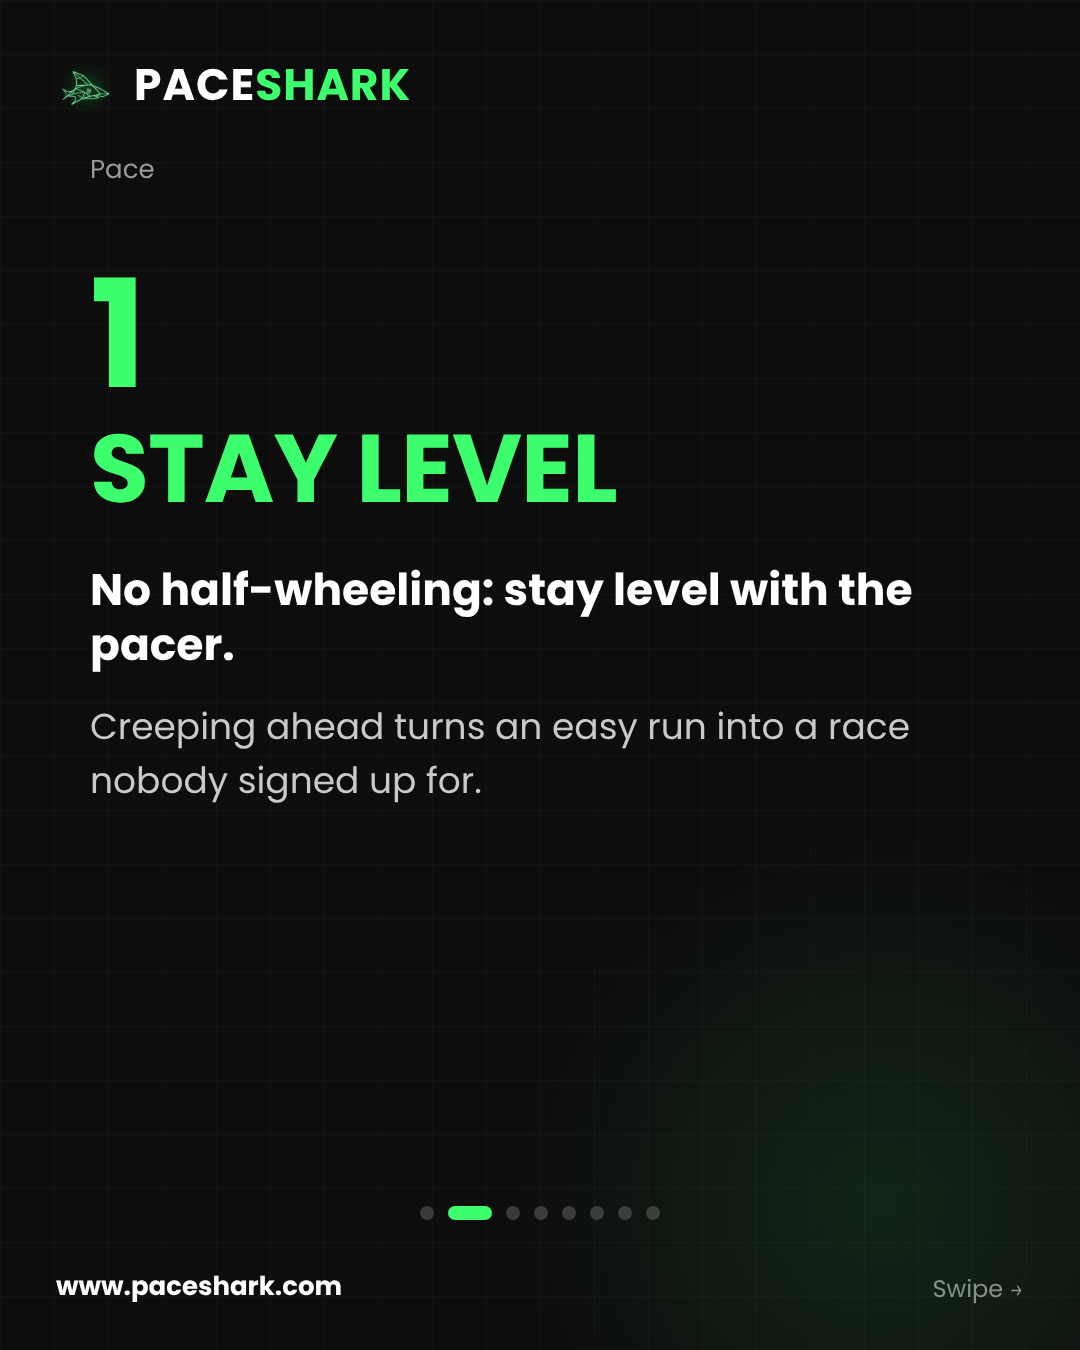 PACESHARK
Pace
1
STAY LEVEL
No half-wheeling: stay level with the
pacer.
Creeping ahead turns an easy run into a race
nobody signed up for.
www.paceshark.com
Swipe →